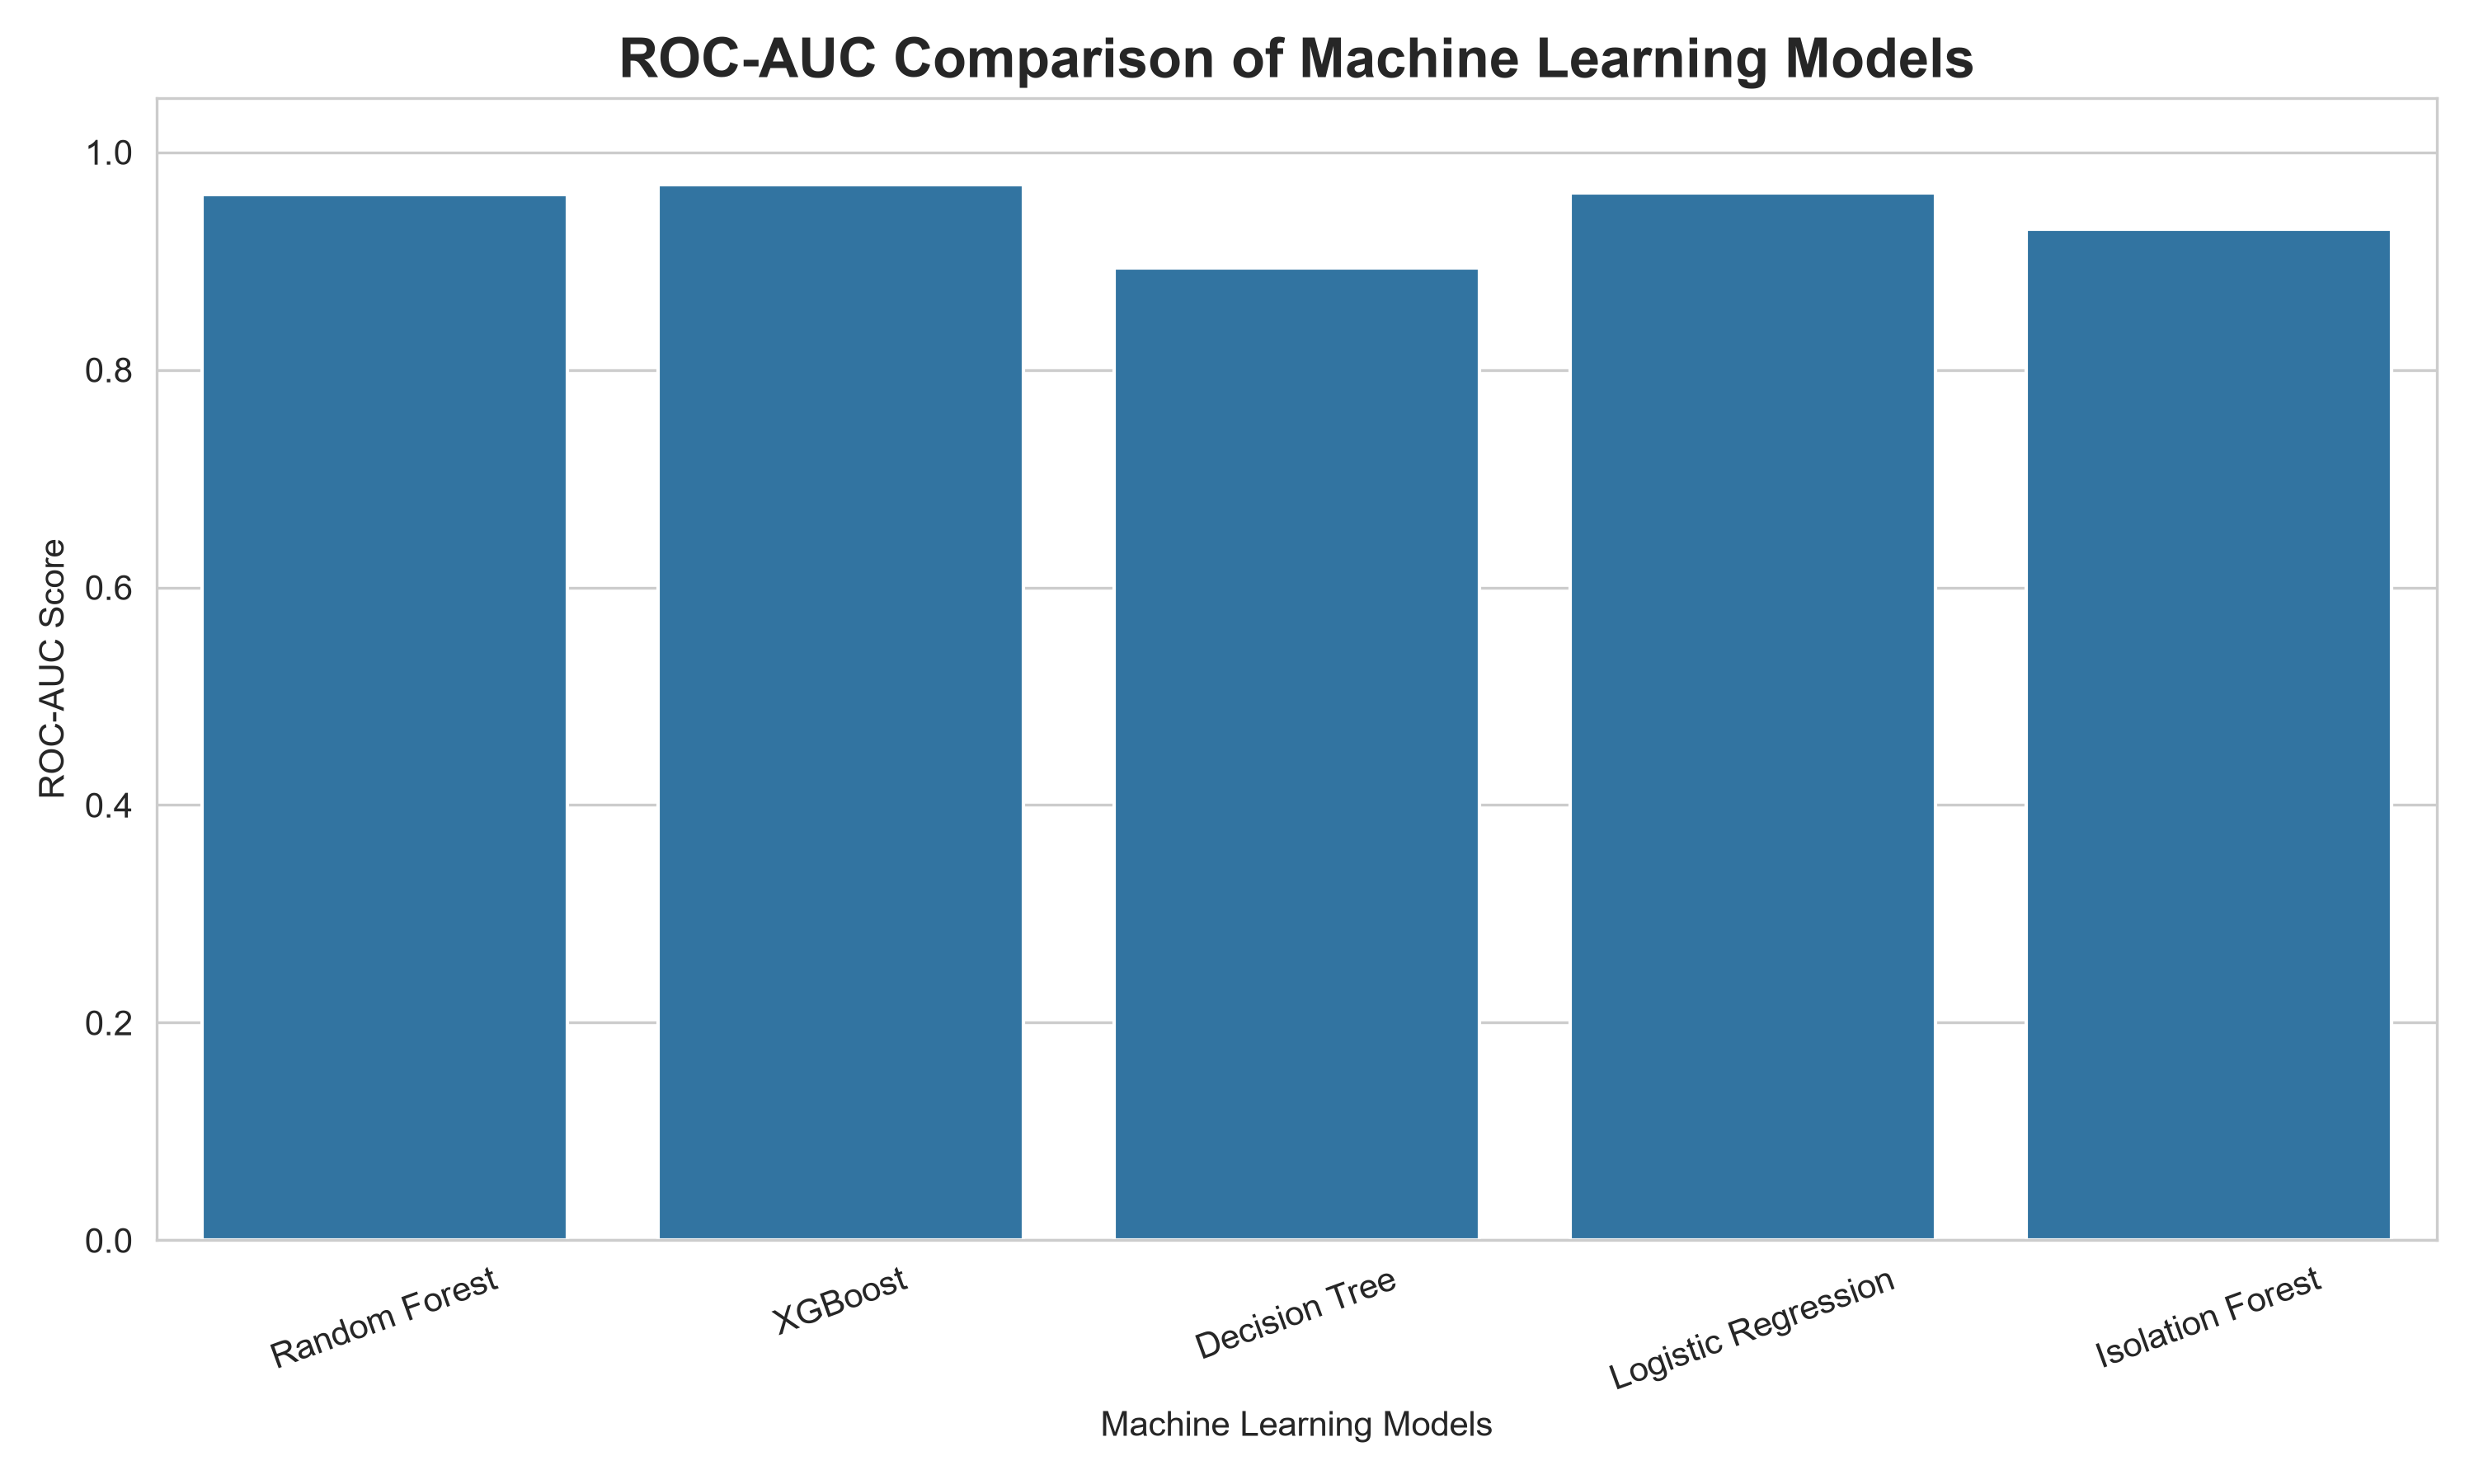 ROC-AUC Comparison of Machine Learning Models
ROC-AUC Score
1.0
0.8
0.6
0.4
0.2
0.0
Random Forest
XGBoost
Decision Tree
Logistic Regression
Isolation Forest
Machine Learning Models